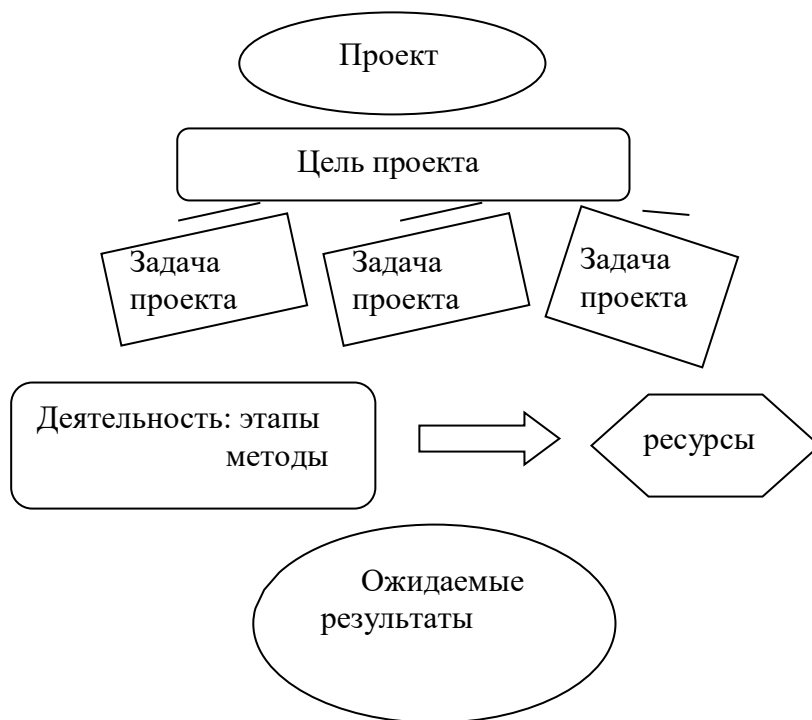 Проект
Цель проекта
Задача
проекта
Задача
проекта
Задача
проекта
Деятельность: этапы
методы
ресурсы
Ожидаемые
результаты